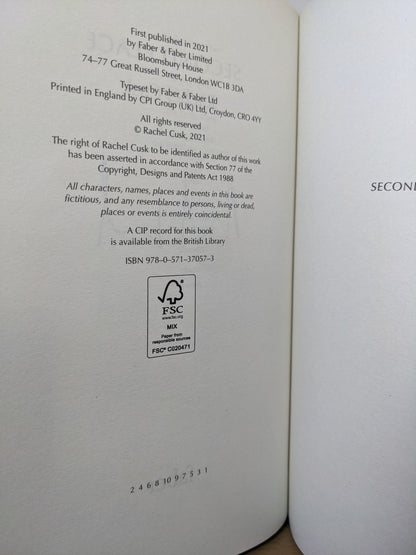 First published in 2021
by Faber & Faber Limited
Bloomsbury House
74–77 Great Russell Street, London WC1B 3DA
Typeset by Faber & Faber Ltd
Printed in England by CPI Group (UK) Ltd, Croydon, CR0 4YY
All rights reserved
© Rachel Cusk, 2021
The right of Rachel Cusk to be identified as author of this work
has been asserted in accordance with Section 77 of the
Copyright, Designs and Patents Act 1988
All characters, names, places and events in this book are
fictitious, and any resemblance to persons, living or dead,
places or events is entirely coincidental.
A CIP record for this book
is available from the British Library
ISBN 978–0–571–37057–3
FSC
www.fsc.org
MIX
Paper from
responsible sources
FSC® C020471
2 4 6 8 10 9 7 5 3 1
SECOND